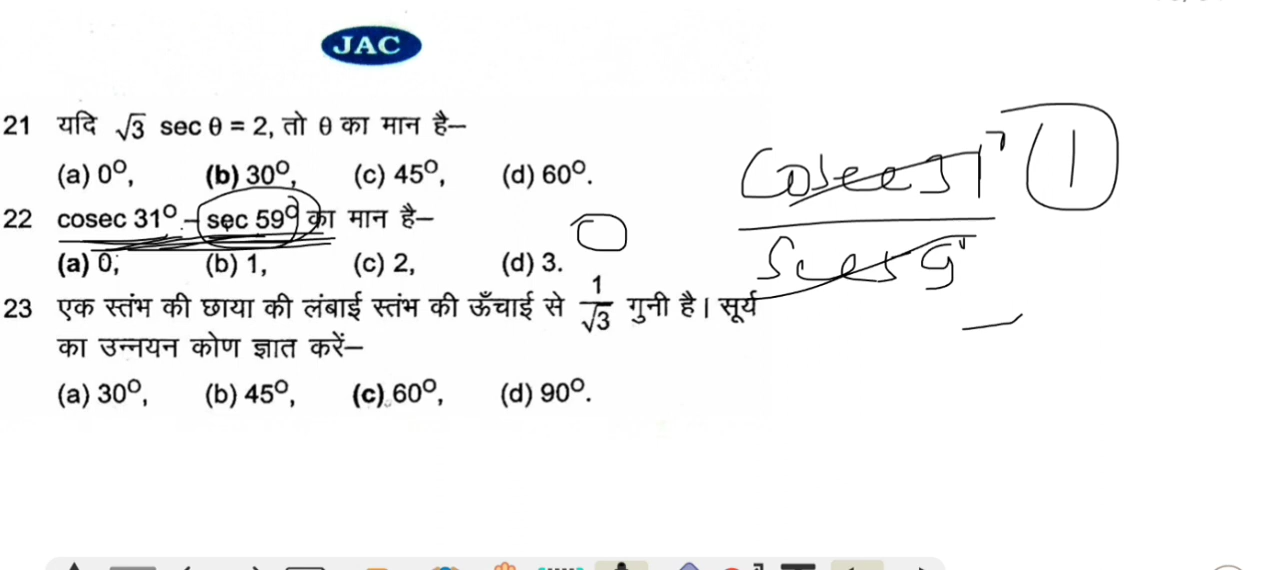 JAC
21 यदि √3 sec θ = 2, तो θ का मान है–
(a) 0°, (b) 30°, (c) 45°, (d) 60°.
22 cosec 31° – sec 59° का मान है–
(a) 0, (b) 1, (c) 2, (d) 3.
23 एक स्तंभ की छाया की लंबाई स्तंभ की ऊँचाई से 1/√3 गुनी है। सूर्य
का उन्नयन कोण ज्ञात करें–
(a) 30°, (b) 45°, (c) 60°, (d) 90°.
1